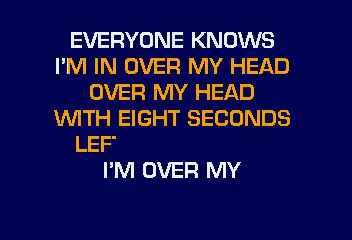 EVERYONE KNOWS
I'M IN OVER MY HEAD
OVER MY HEAD
WITH EIGHT SECONDS
LEF
I'M OVER MY